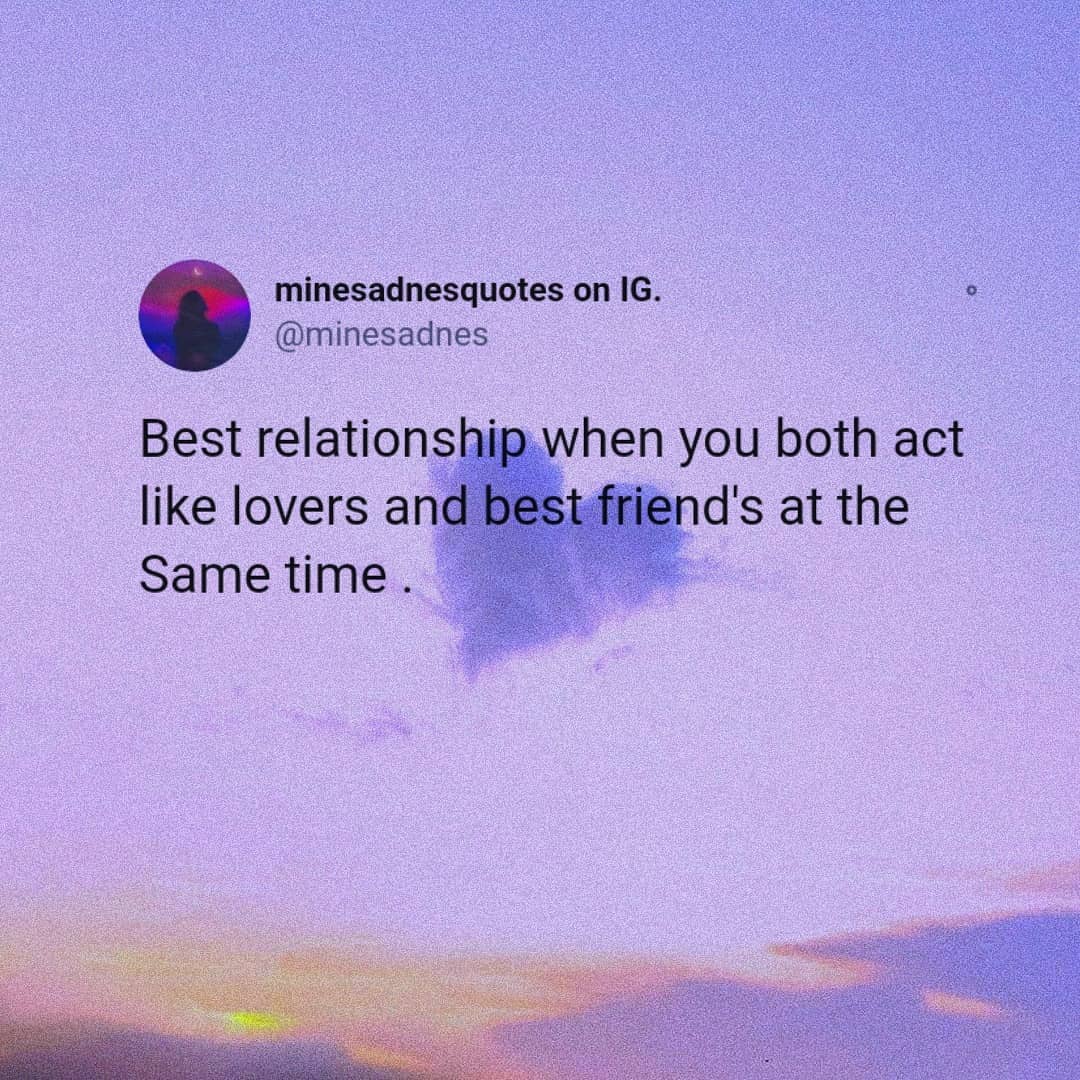 minesadnesquotes on IG.
@minesadnes
Best relationship when you both act
like lovers and best friend's at the
Same time .